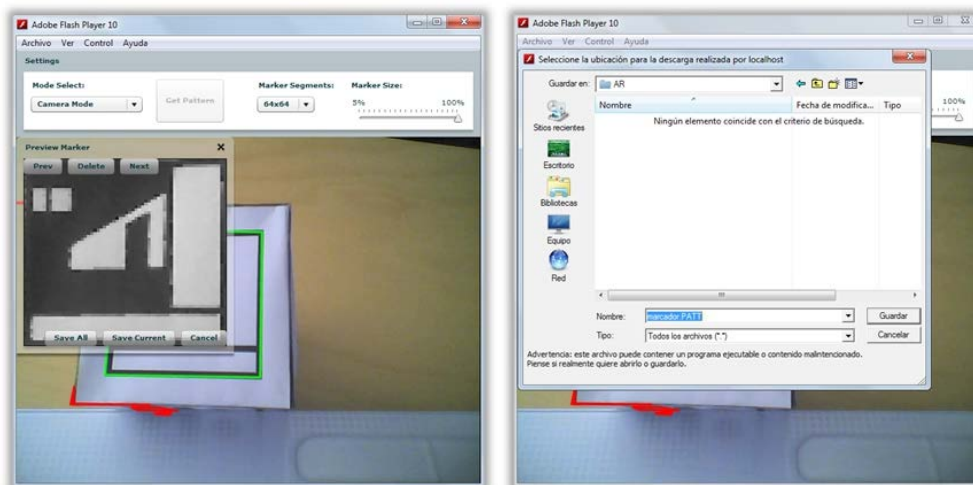 Adobe Flash Player 10
Archivo Ver Control Ayuda
Settings
Mode Select:
Camera Mode
Get Pattern
Marker Segments:
64x64
Marker Size:
5%
100%
Preview Marker
Prev
Delete
Next
Save All
Save Current
Cancel
Adobe Flash Player 10
Archivo Ver Control Ayuda
Seleccione la ubicación para la descarga realizada por localhost
Guardar en:
AR
100%
Nombre
Fecha de modifica...
Tipo
Ningún elemento coincide con el criterio de búsqueda.
Sitios recientes
Escritorio
Bibliotecas
Equipo
Red
Nombre:
marcador.PATT
Guardar
Tipo:
Todos los archivos (*.*)
Cancelar
Advertencia: este archivo puede contener un programa ejecutable o contenido malintencionado.
Piense si realmente quiere abrirlo o guardarlo.